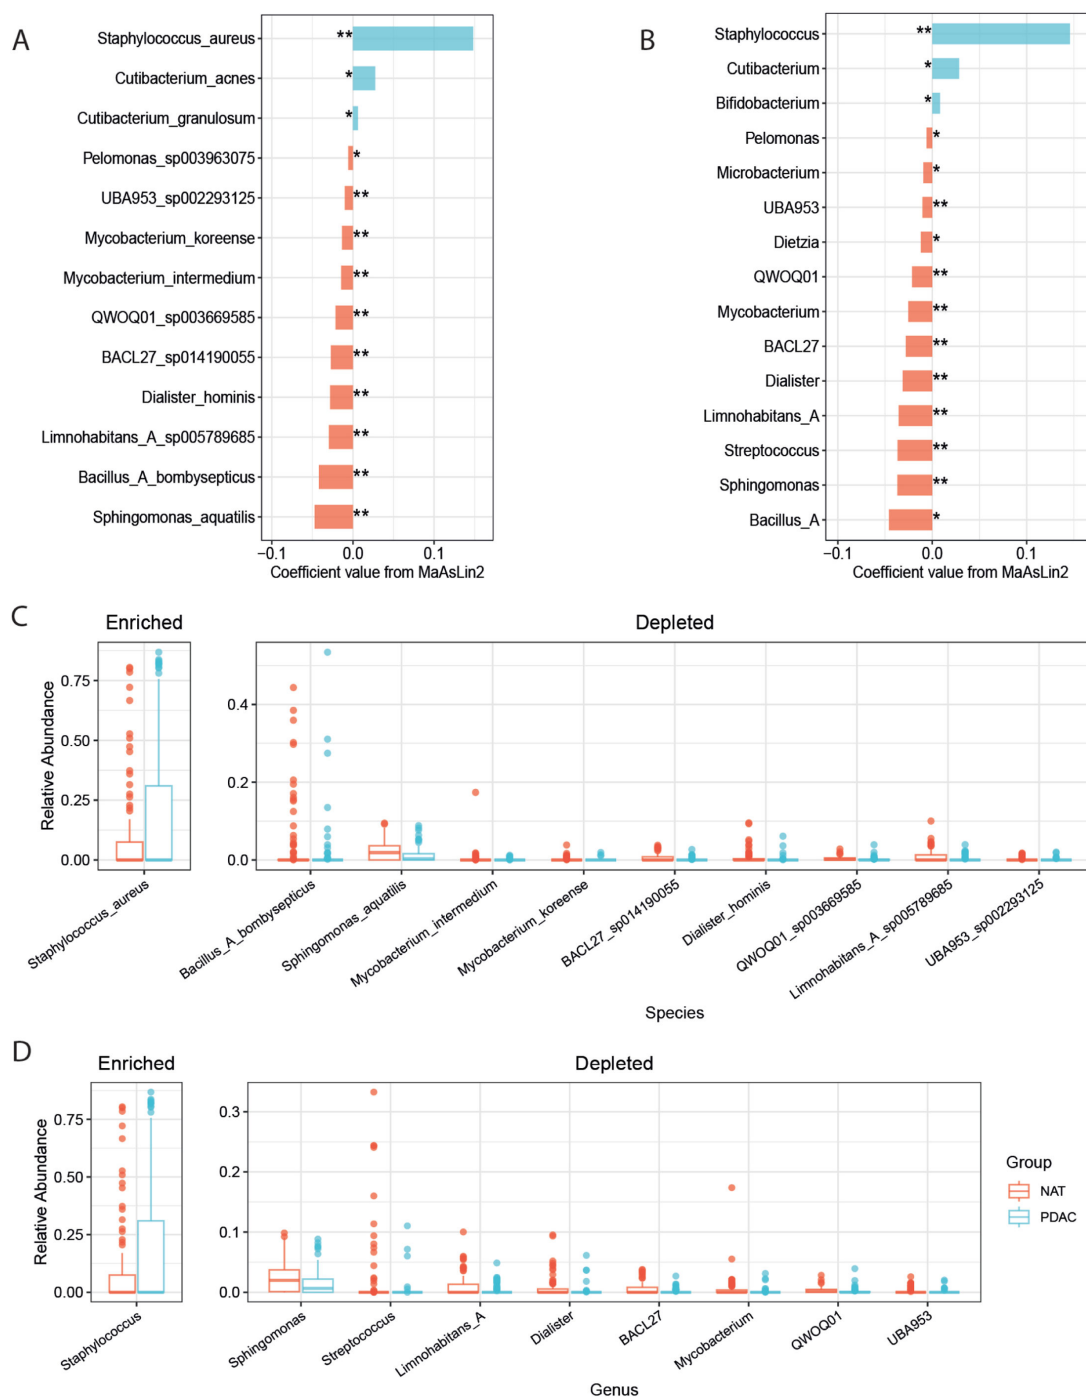 A
Staphylococcus_aureus **
Cutibacterium_acnes *
Cutibacterium_granulosum *
Pelomonas_sp003963075 *
UBA953_sp002293125 **
Mycobacterium_koreense **
Mycobacterium_intermedium **
QWOQ01_sp003669585 **
BACL27_sp014190055 **
Dialister_hominis **
Limnohabitans_A_sp005789685 **
Bacillus_A_bombysepticus **
Sphingomonas_aquatilis **
−0.1 0.0 0.1
Coefficient value from MaAsLin2
B
Staphylococcus **
Cutibacterium *
Bifidobacterium *
Pelomonas *
Microbacterium *
UBA953 **
Dietzia *
QWOQ01 **
Mycobacterium **
BACL27 **
Dialister **
Limnohabitans_A **
Streptococcus **
Sphingomonas **
Bacillus_A *
−0.1 0.0 0.1
Coefficient value from MaAsLin2
C
Enriched
Depleted
Relative Abundance
0.75
0.50
0.25
0.00
0.4
0.2
0.0
Staphylococcus_aureus
Bacillus_A_bombysepticus
Sphingomonas_aquatilis
Mycobacterium_intermedium
Mycobacterium_koreense
BACL27_sp014190055
Dialister_hominis
QWOQ01_sp003669585
Limnohabitans_A_sp005789685
UBA953_sp002293125
Species
D
Enriched
Depleted
Relative Abundance
0.75
0.50
0.25
0.00
0.3
0.2
0.1
0.0
Staphylococcus
Sphingomonas
Streptococcus
Limnohabitans_A
Dialister
BACL27
Mycobacterium
QWOQ01
UBA953
Genus
Group
NAT
PDAC